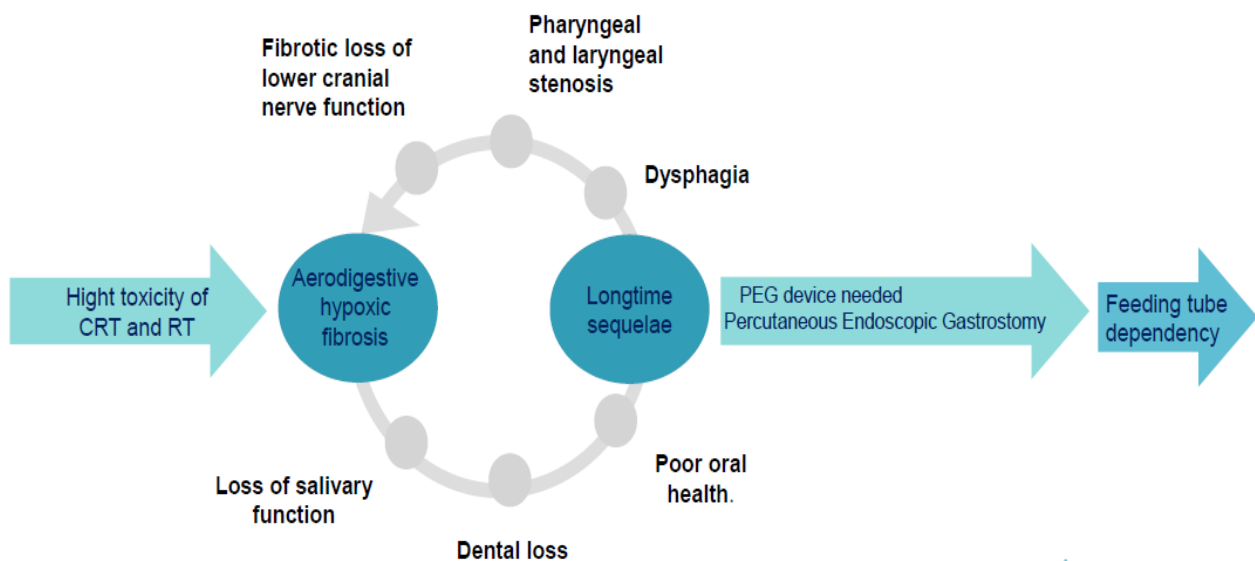 Pharyngeal
and laryngeal
stenosis
Fibrotic loss of
lower cranial
nerve function
Dysphagia
Hight toxicity of
CRT and RT
Aerodigestive
hypoxic
fibrosis
Longtime
sequelae
PEG device needed
Percutaneous Endoscopic Gastrostomy
Feeding tube
dependency
Loss of salivary
function
Dental loss
Poor oral
health.